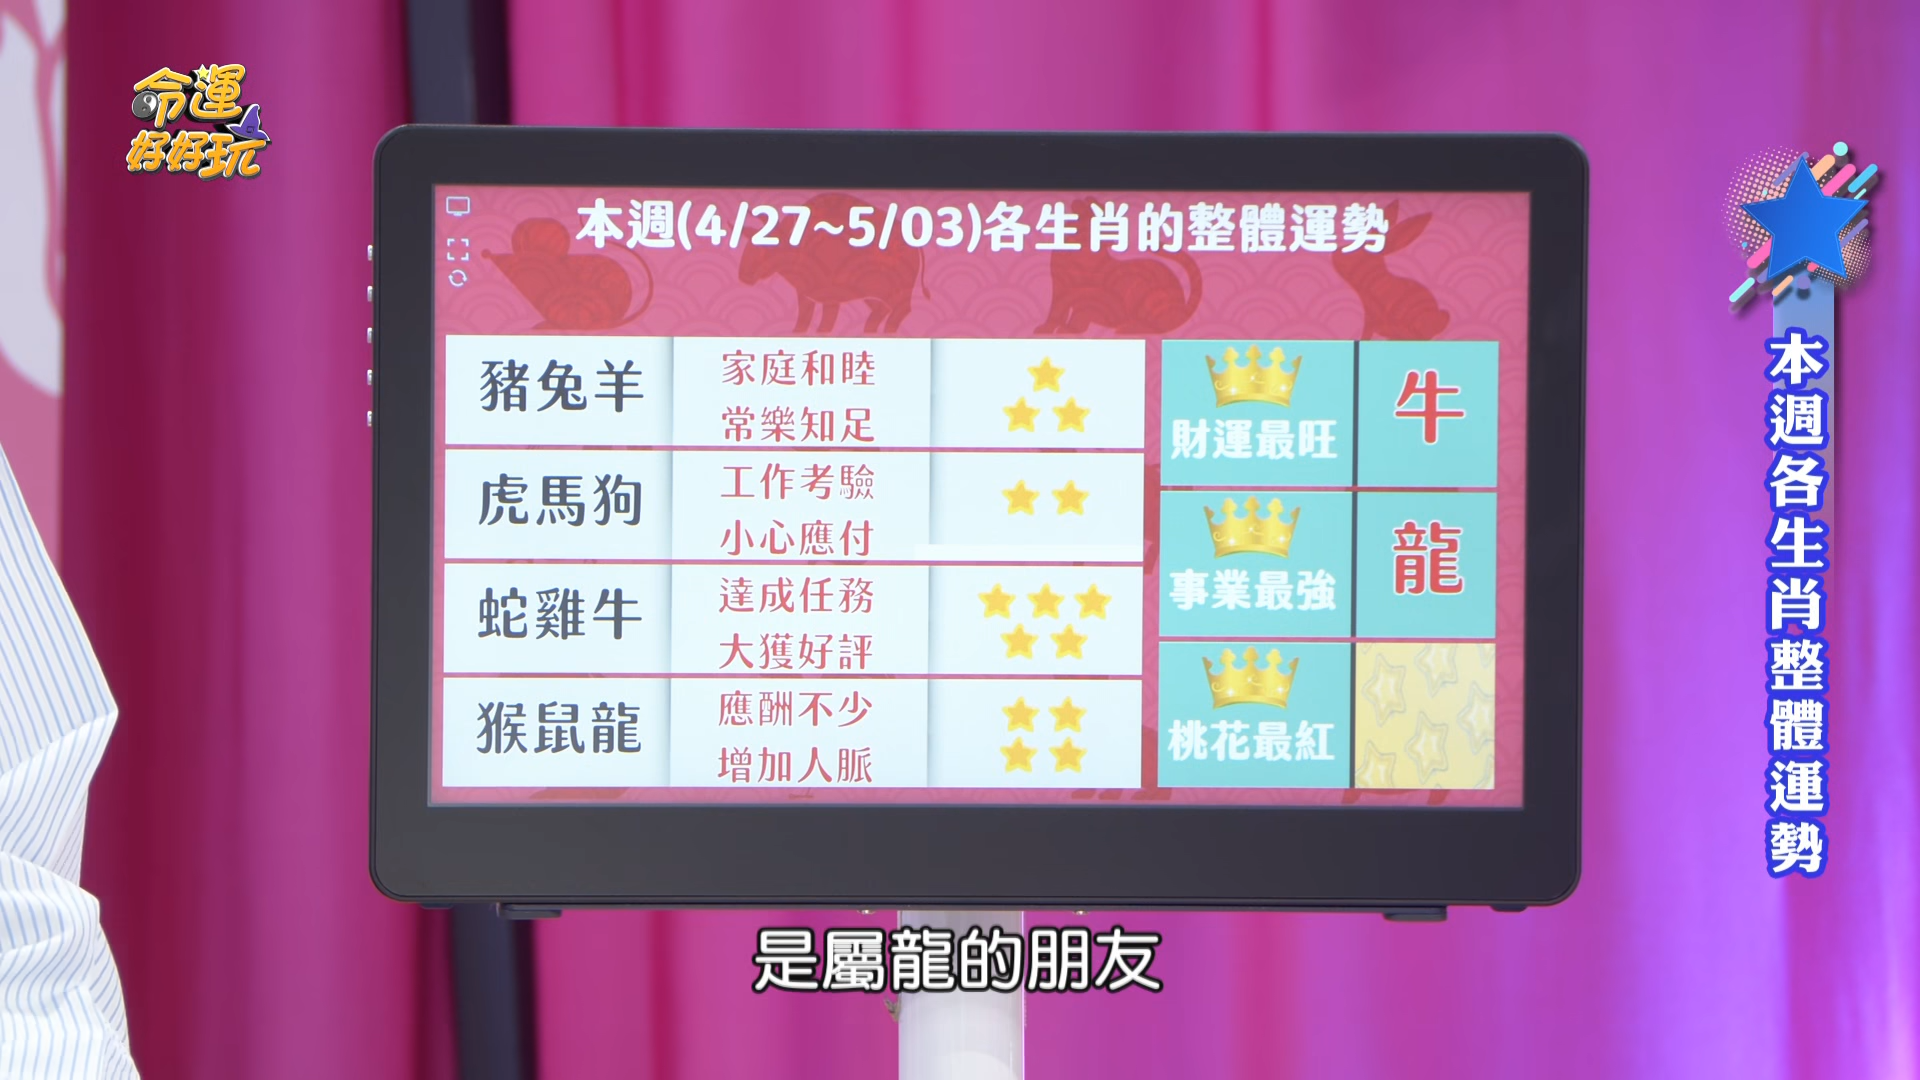 命運
好好玩
本週(4/27~5/03)各生肖的整體運勢
豬兔羊
家庭和睦
常樂知足
虎馬狗
工作考驗
小心應付
蛇雞牛
達成任務
大獲好評
猴鼠龍
應酬不少
增加人脈
財運最旺
牛
事業最強
龍
桃花最紅
本週各生肖整體運勢
是屬龍的朋友